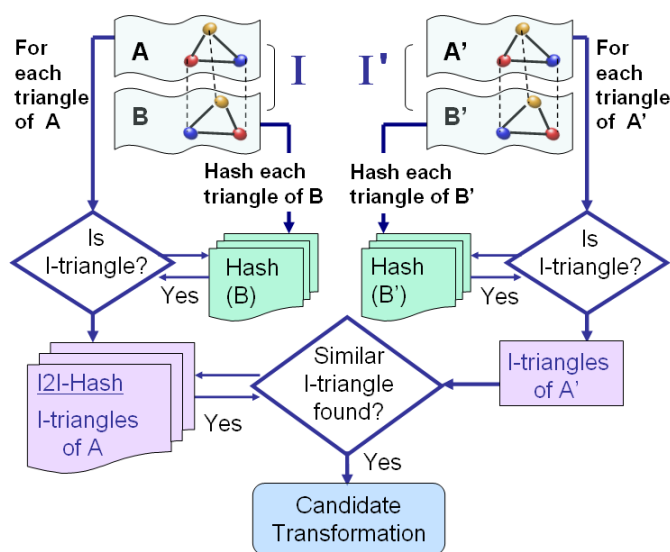 For
each
triangle
of A
A
B
I
I'
A’
B’
For
each
triangle
of A’
Hash each
triangle of B
Hash each
triangle of B’
Is
I-triangle?
Yes
Hash
(B)
Hash
(B’)
Yes
Is
I-triangle?
I2I-Hash
I-triangles
of A
Yes
Similar
I-triangle
found?
I-triangles
of A’
Yes
Candidate
Transformation